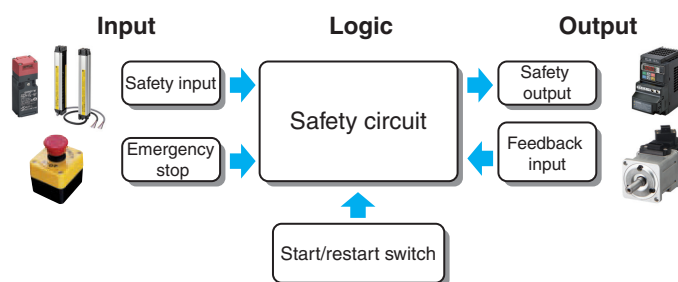 Input
Logic
Output
Safety input
Safety circuit
Safety
output
Emergency
stop
Feedback
input
Start/restart switch